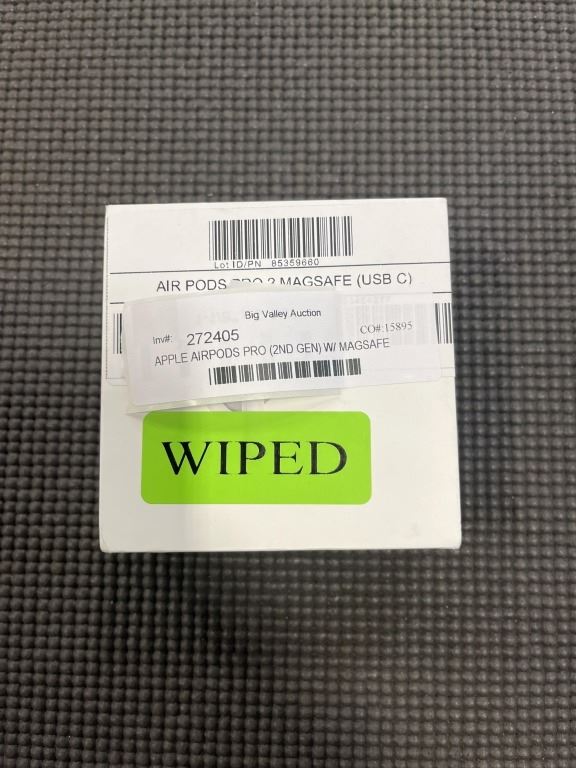 Lot ID/PN 85359660
AIR PODS PRO 2 MAGSAFE (USB C)
Big Valley Auction
Inv#: 272405 CO#:15895
APPLE AIRPODS PRO (2ND GEN) W/ MAGSAFE
WIPED